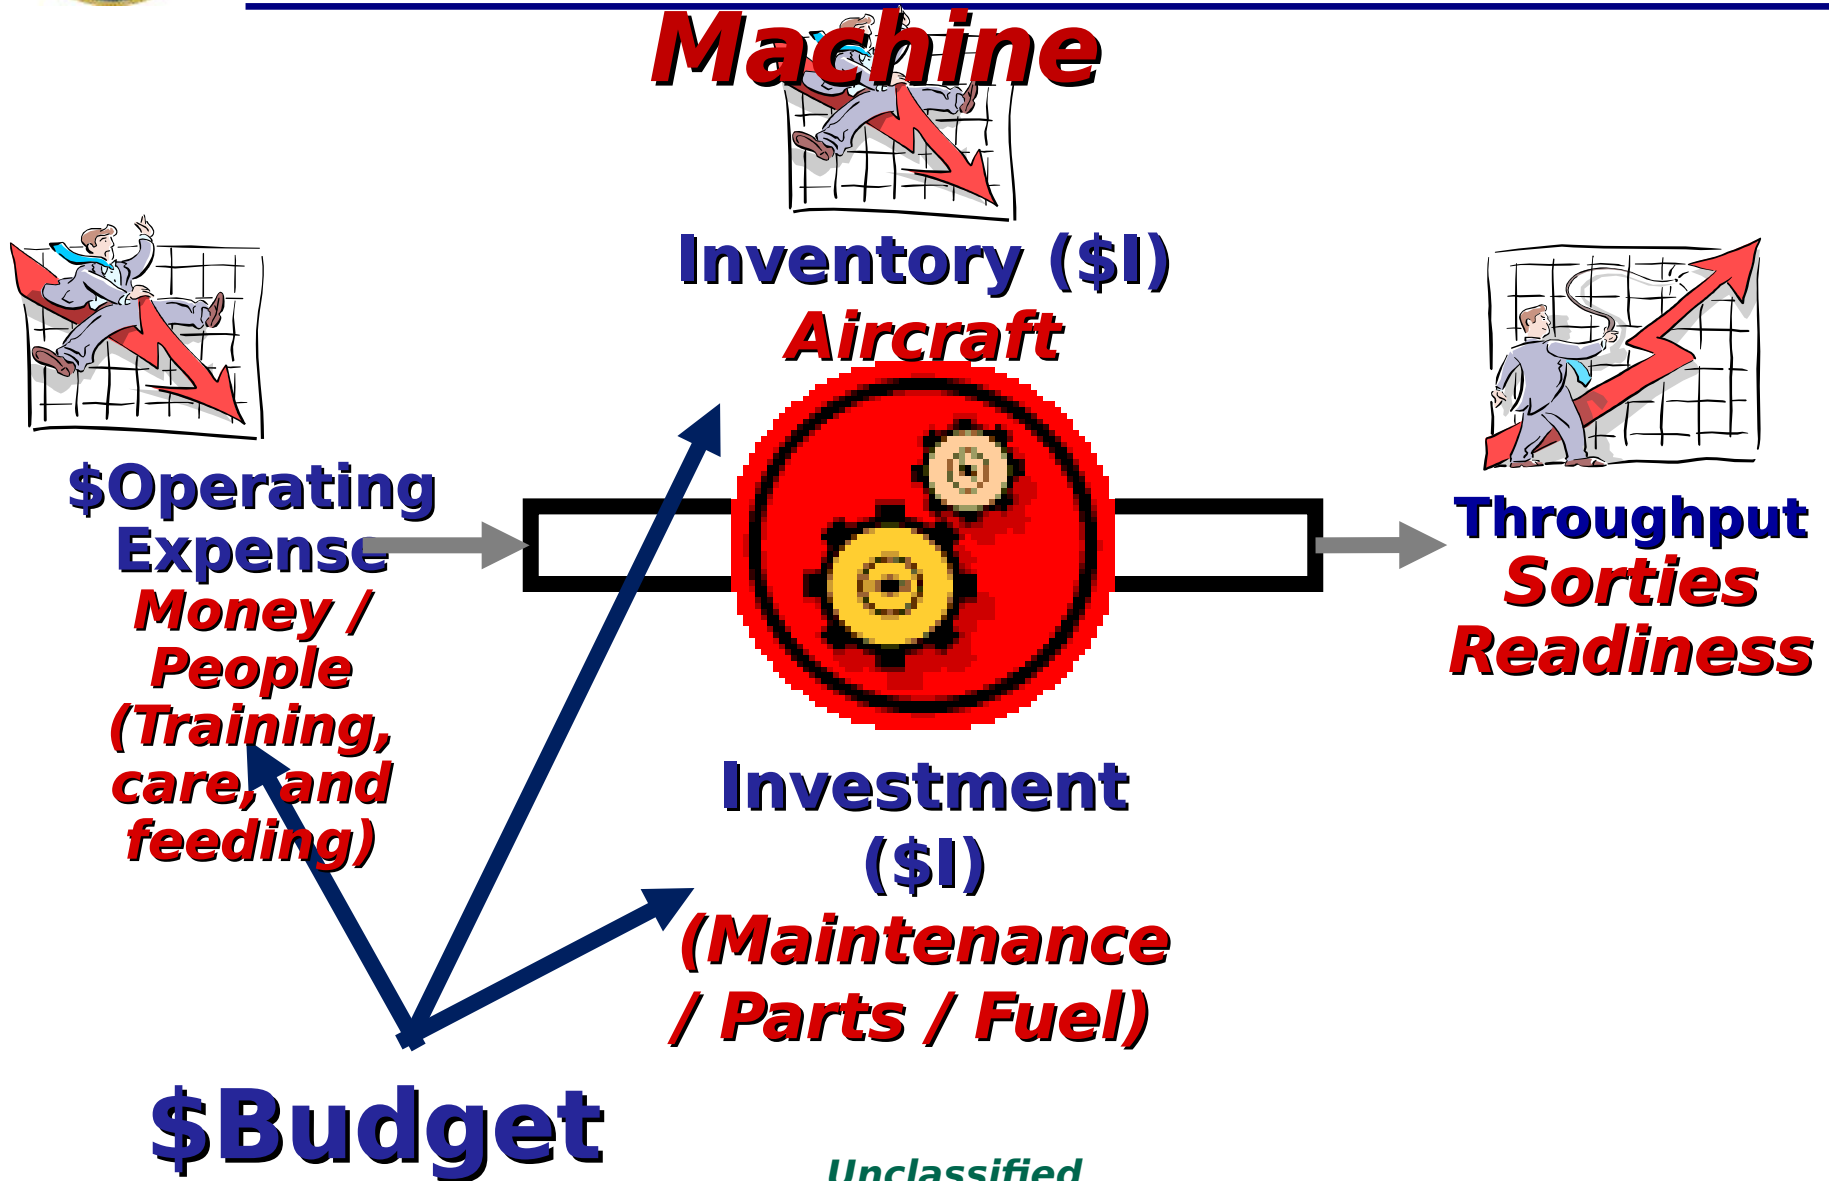 Machine
Inventory ($I)
Aircraft
$Operating
Expense
Money /
People
(Training,
care, and
feeding)
Throughput
Sorties
Readiness
Investment
($I)
(Maintenance
/ Parts / Fuel)
$Budget
Unclassified